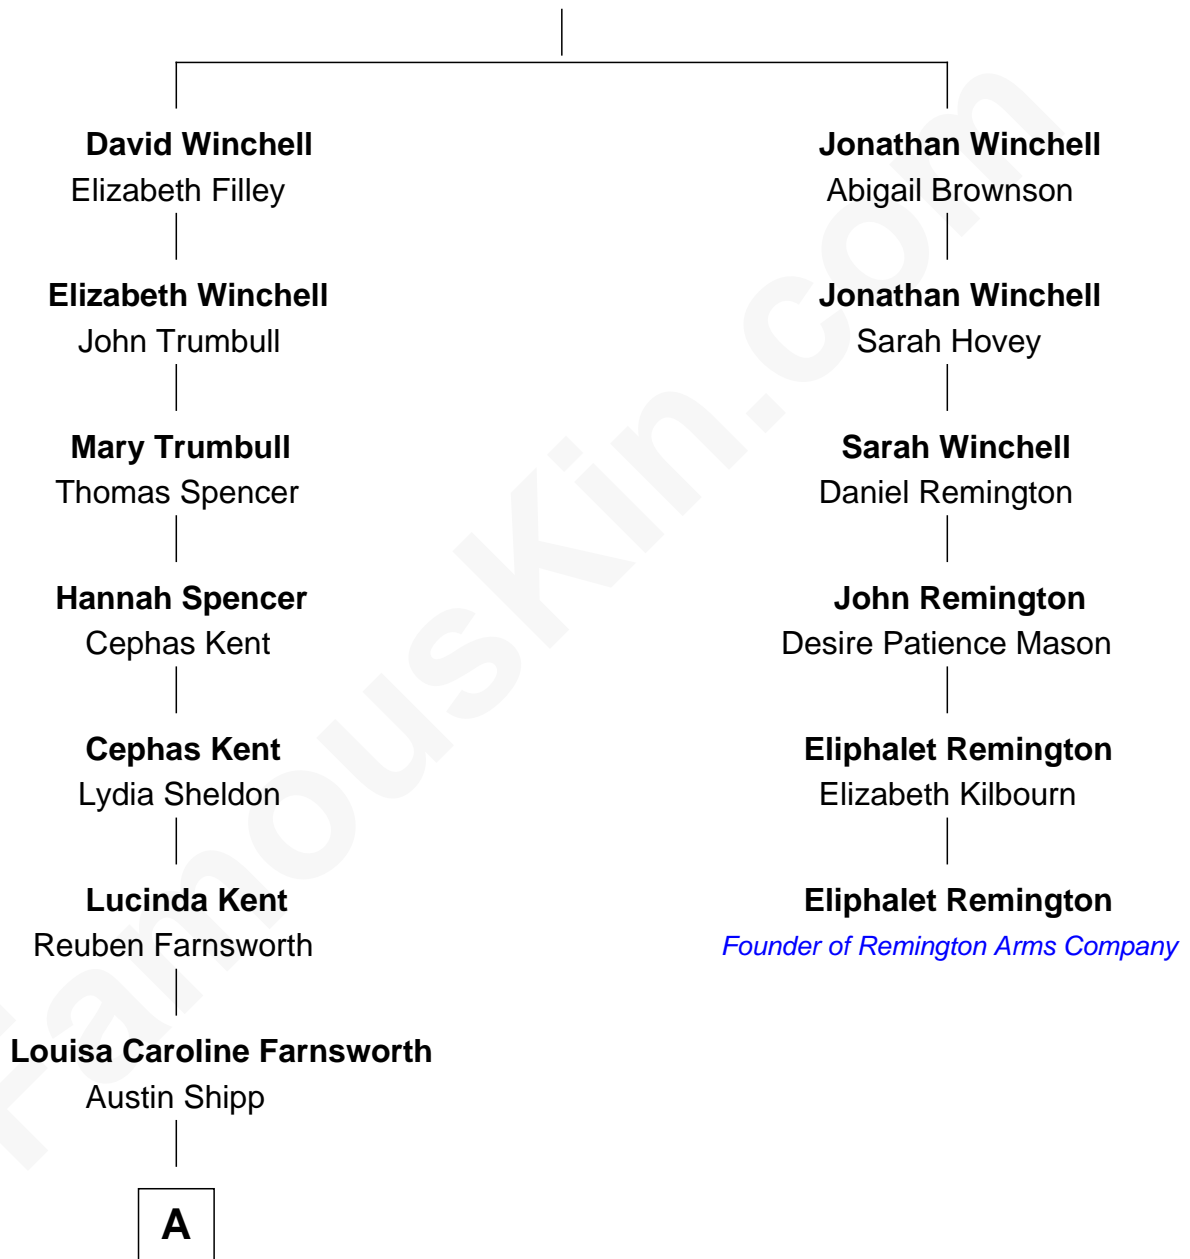 David Winchell
Elizabeth Filley
Elizabeth Winchell
John Trumbull
Mary Trumbull
Thomas Spencer
Hannah Spencer
Cephas Kent
Cephas Kent
Lydia Sheldon
Lucinda Kent
Reuben Farnsworth
Louisa Caroline Farnsworth
Austin Shipp
A
Jonathan Winchell
Abigail Brownson
Jonathan Winchell
Sarah Hovey
Sarah Winchell
Daniel Remington
John Remington
Desire Patience Mason
Eliphalet Remington
Elizabeth Kilbourn
Eliphalet Remington
Founder of Remington Arms Company
FamousKin.com